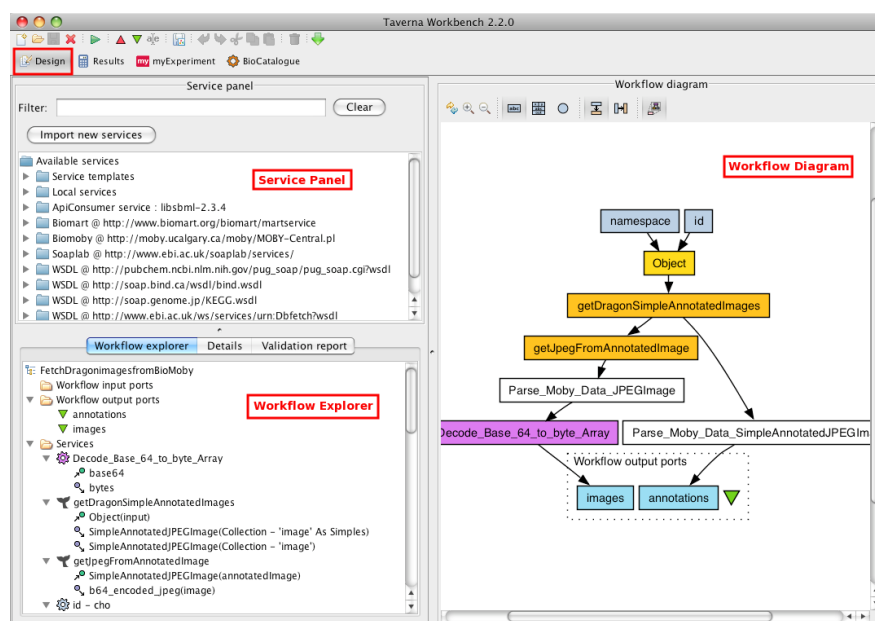 Taverna Workbench 2.2.0
Design
Results
my myExperiment
BioCatalogue
Service panel
Filter:
Clear
Import new services
Available services
Service templates
Local services
ApiConsumer service : libsbml-2.3.4
Biomart @ http://www.biomart.org/biomart/martservice
Biomoby @ http://moby.ucalgary.ca/moby/MOBY-Central.pl
Soaplab @ http://www.ebi.ac.uk/soaplab/services/
WSDL @ http://pubchem.ncbi.nlm.nih.gov/pug_soap/pug_soap.cgi?wsdl
WSDL @ http://soap.bind.ca/wsdl/bind.wsdl
WSDL @ http://soap.genome.jp/KEGG.wsdl
WSDL @ http://www.ebi.ac.uk/ws/services/urn:Dbfetch?wsdl
Service Panel
Workflow explorer
Details
Validation report
FetchDragonimagesfromBioMoby
Workflow input ports
Workflow output ports
annotations
images
Services
Decode_Base_64_to_byte_Array
base64
bytes
getDragonSimpleAnnotatedImages
Object(input)
SimpleAnnotatedJPEGImage(Collection - 'image' As Simples)
SimpleAnnotatedJPEGImage(Collection - 'image')
getJpegFromAnnotatedImage
SimpleAnnotatedJPEGImage(annotatedImage)
b64_encoded_jpeg(image)
id - cho
Workflow Explorer
Workflow diagram
abc
Workflow Diagram
namespace
id
Object
getDragonSimpleAnnotatedImages
getJpegFromAnnotatedImage
Parse_Moby_Data_JPEGImage
Decode_Base_64_to_byte_Array
Parse_Moby_Data_SimpleAnnotatedJPEGIm
Workflow output ports
images
annotations